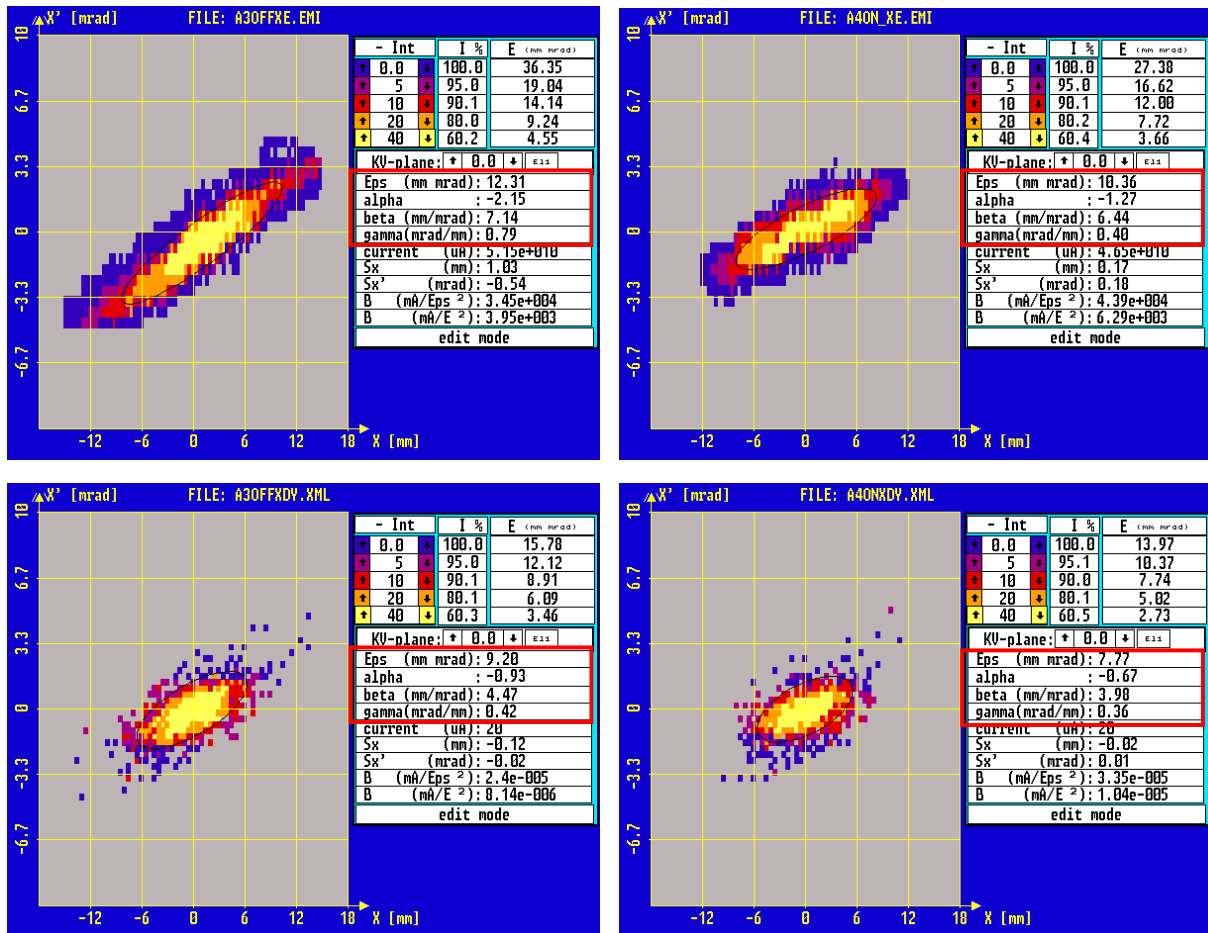 X' [mrad] FILE: A3OFFXE.EMI
10
6.7
3.3
0
-3.3
-6.7
-12 -6 0 6 12 18 X [mm]
- Int I % E (mm mrad)
0.0 100.0 36.35
5 95.0 19.04
10 90.1 14.14
20 80.0 9.24
40 60.2 4.55
KV-plane: 0.0 Ell
Eps (mm mrad): 12.31
alpha : -2.15
beta (mm/mrad): 7.14
gamma(mrad/mm): 0.79
current (uA): 5.15e+010
Sx (mm): 1.03
Sx' (mrad): -0.54
B (mA/Eps ²): 3.45e+004
B (mA/E ²): 3.95e+003
edit mode
X' [mrad] FILE: A4ON_XE.EMI
10
6.7
3.3
0
-3.3
-6.7
-12 -6 0 6 12 18 X [mm]
- Int I % E (mm mrad)
0.0 100.0 27.38
5 95.0 16.62
10 90.1 12.00
20 80.2 7.72
40 60.4 3.66
KV-plane: 0.0 Ell
Eps (mm mrad): 10.36
alpha : -1.27
beta (mm/mrad): 6.44
gamma(mrad/mm): 0.40
current (uA): 4.65e+010
Sx (mm): 0.17
Sx' (mrad): 0.18
B (mA/Eps ²): 4.39e+004
B (mA/E ²): 6.29e+003
edit mode
X' [mrad] FILE: A3OFFXDY.XML
10
6.7
3.3
0
-3.3
-6.7
-12 -6 0 6 12 18 X [mm]
- Int I % E (mm mrad)
0.0 100.0 15.78
5 95.0 12.12
10 90.1 8.91
20 80.1 6.09
40 60.3 3.46
KV-plane: 0.0 Ell
Eps (mm mrad): 9.20
alpha : -0.93
beta (mm/mrad): 4.47
gamma(mrad/mm): 0.42
current (uA): 20
Sx (mm): -0.12
Sx' (mrad): -0.02
B (mA/Eps ²): 2.4e-005
B (mA/E ²): 8.14e-006
edit mode
X' [mrad] FILE: A4ONXDY.XML
10
6.7
3.3
0
-3.3
-6.7
-12 -6 0 6 12 18 X [mm]
- Int I % E (mm mrad)
0.0 100.0 13.97
5 95.1 10.37
10 90.0 7.74
20 80.1 5.02
40 60.5 2.73
KV-plane: 0.0 Ell
Eps (mm mrad): 7.77
alpha : -0.67
beta (mm/mrad): 3.98
gamma(mrad/mm): 0.36
current (uA): 20
Sx (mm): -0.02
Sx' (mrad): 0.01
B (mA/Eps ²): 3.35e-005
B (mA/E ²): 1.04e-005
edit mode